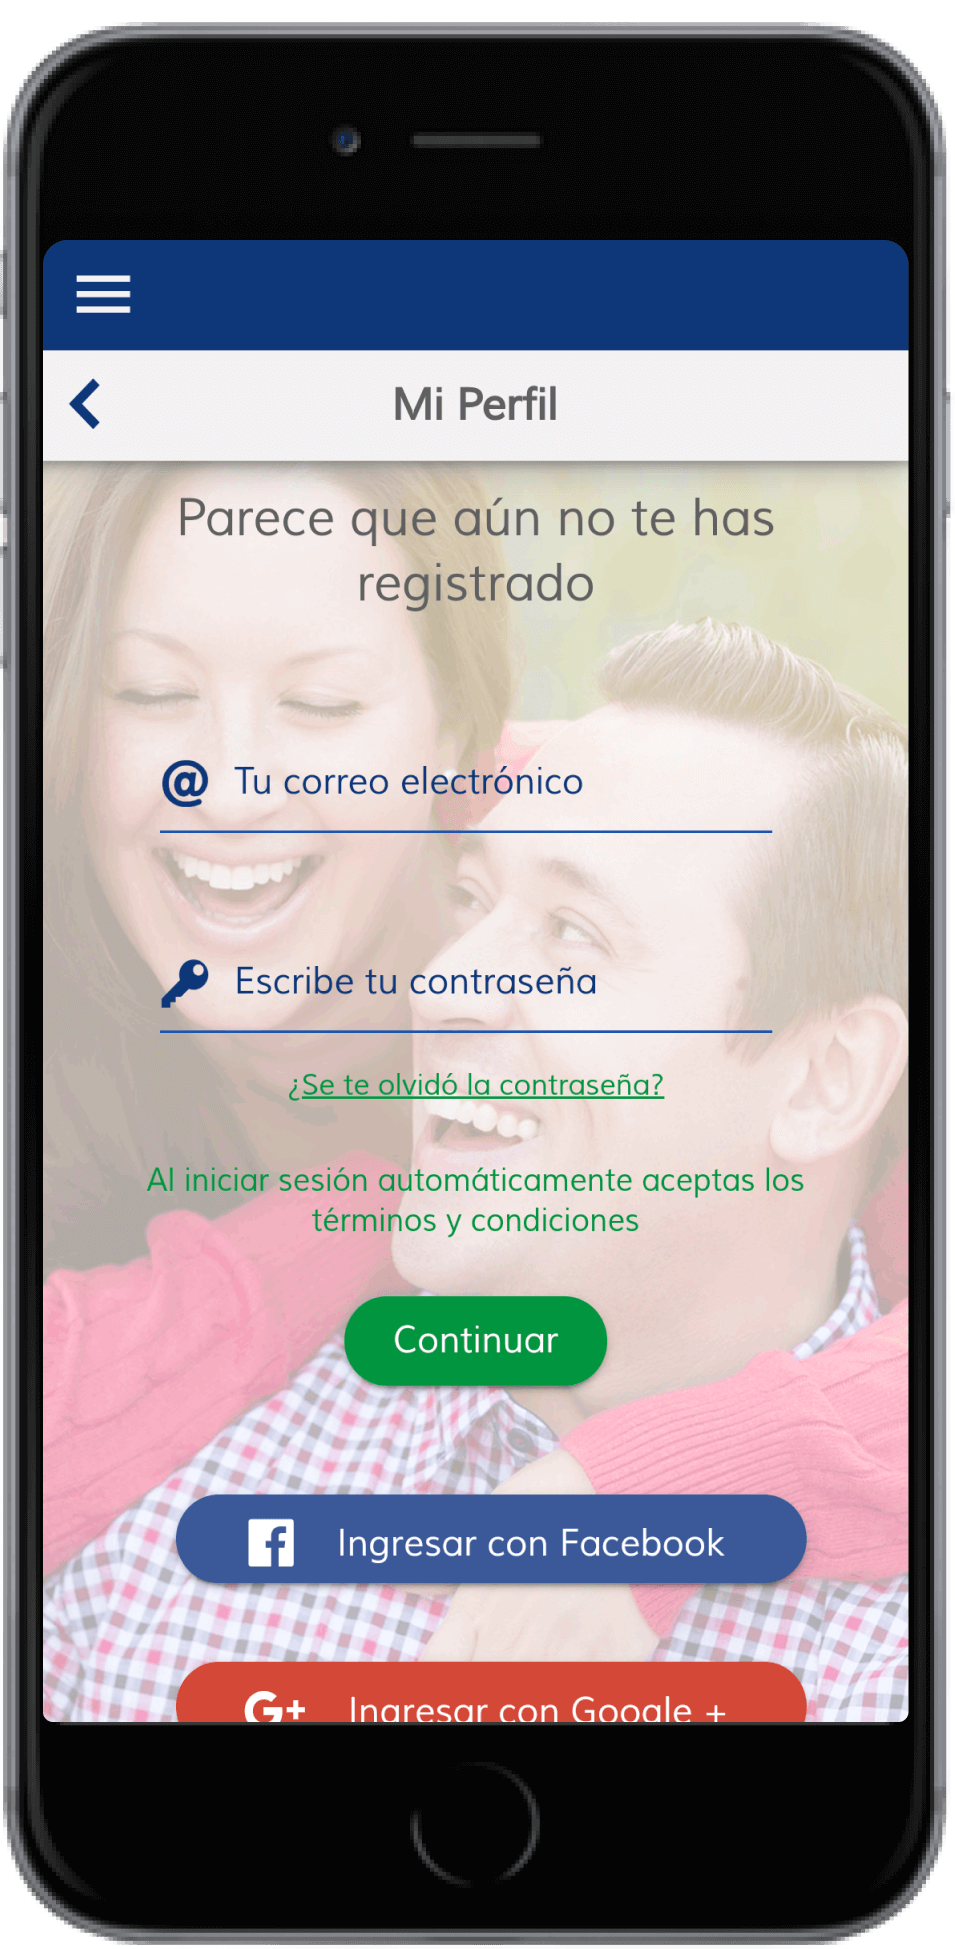 Mi Perfil
Parece que aún no te has
registrado
@ Tu correo electrónico
Escribe tu contraseña
¿Se te olvidó la contraseña?
Al iniciar sesión automáticamente aceptas los
términos y condiciones
Continuar
Ingresar con Facebook
G+ Ingresar con Google +